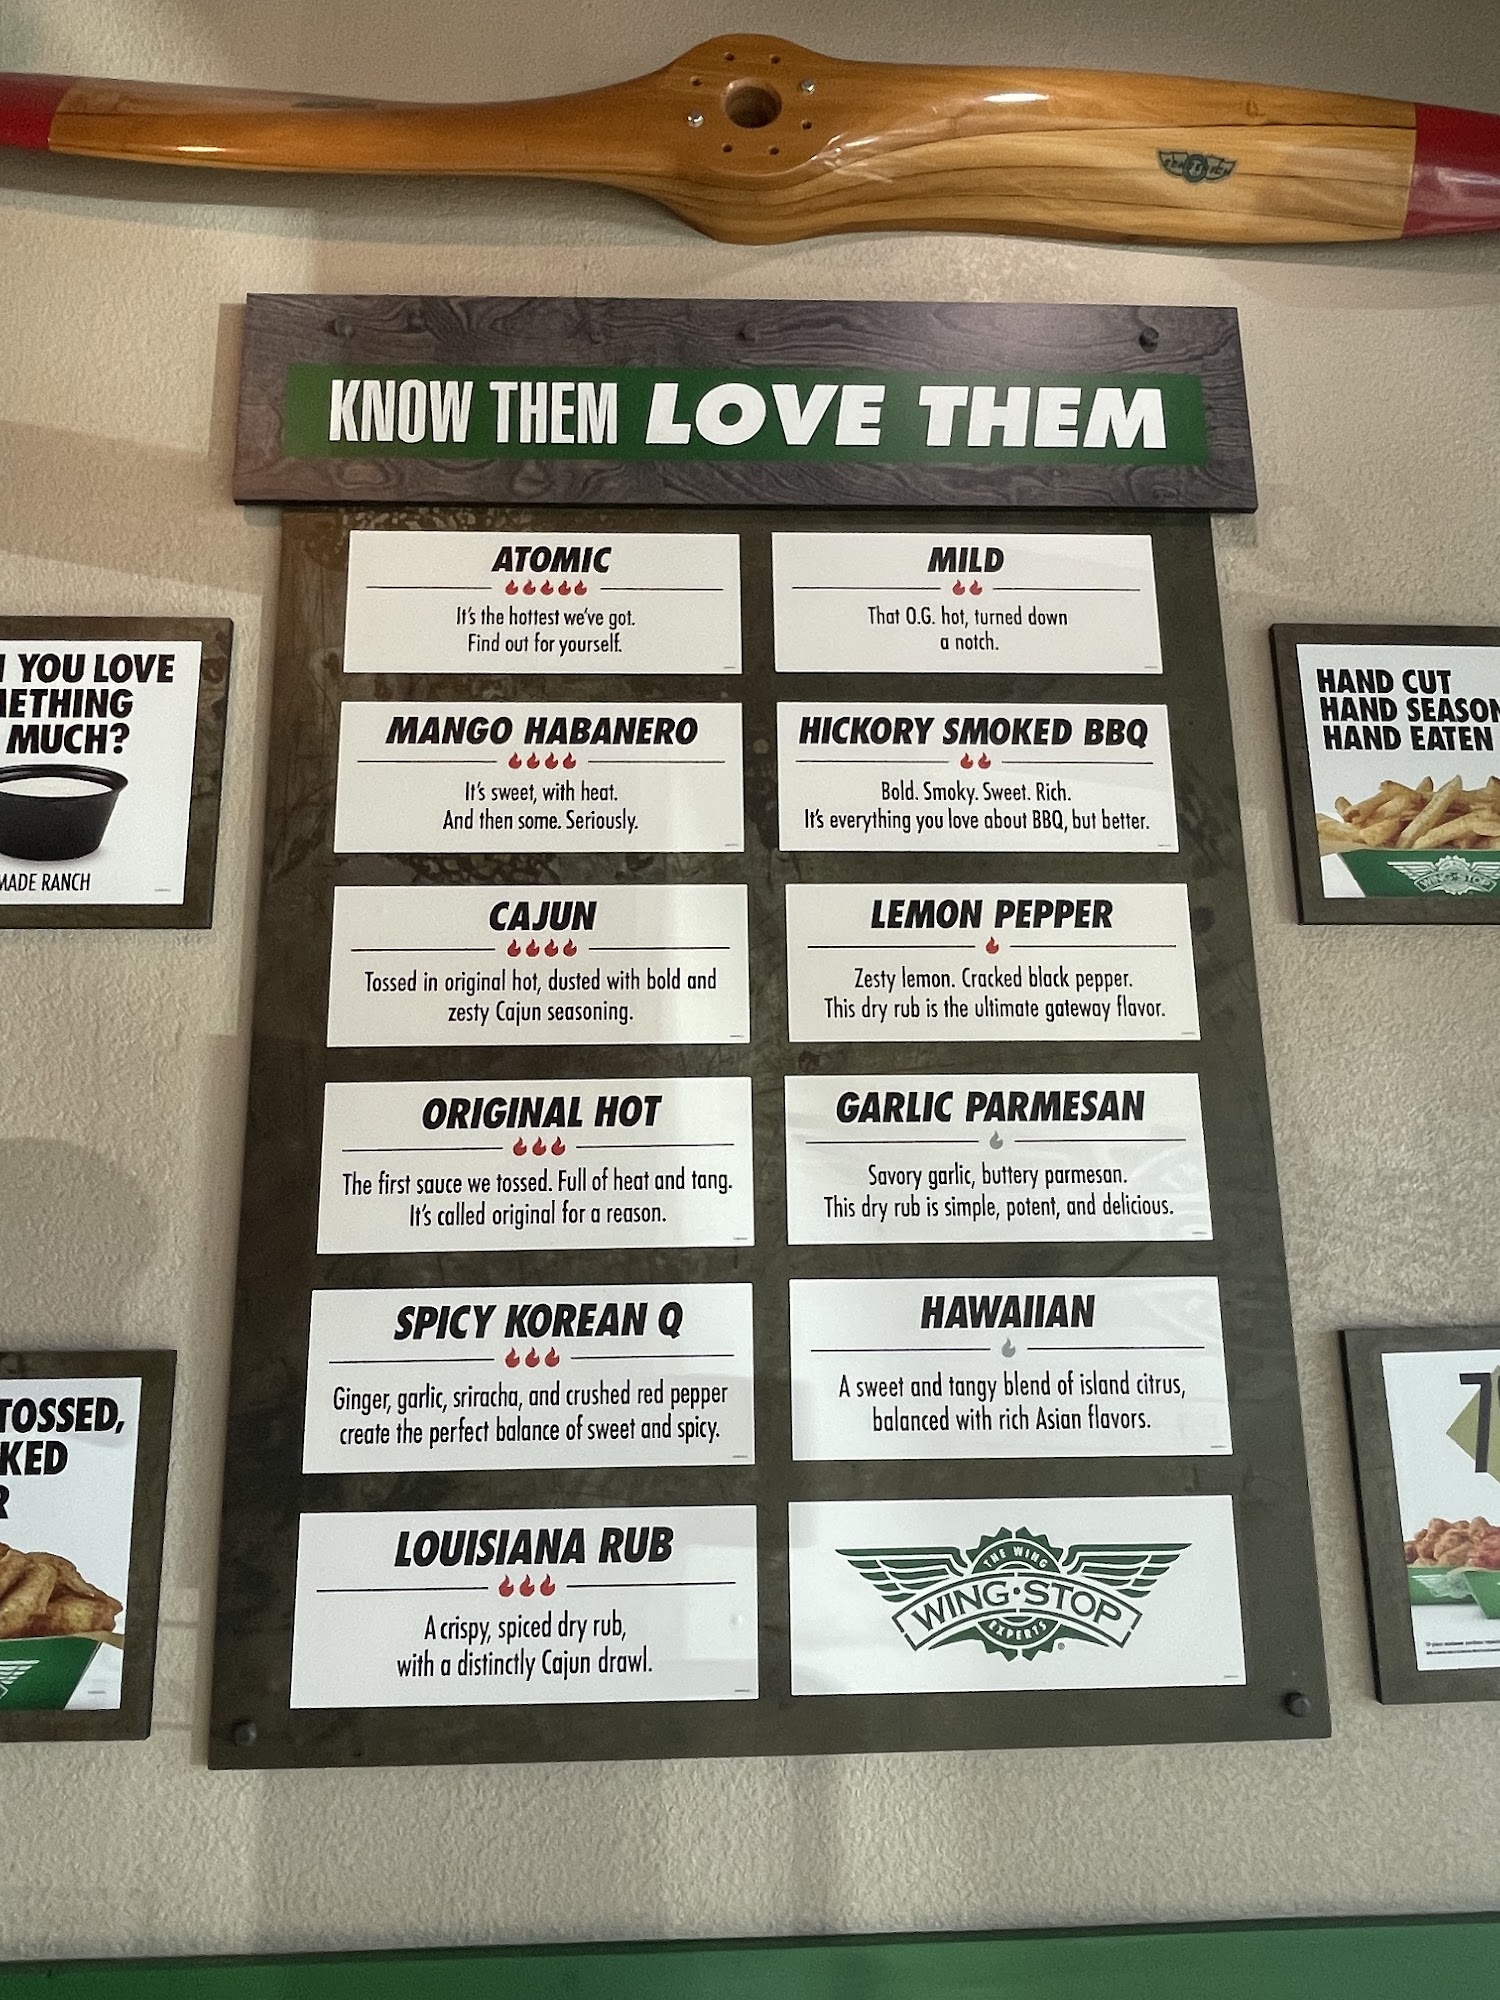 KNOW THEM LOVE THEM
ATOMIC
It's the hottest we've got.
Find out for yourself.
MANGO HABANERO
It's sweet, with heat.
And then some. Seriously.
CAJUN
Tossed in original hot, dusted with bold and
zesty Cajun seasoning.
ORIGINAL HOT
The first sauce we tossed. Full of heat and tang.
It's called original for a reason.
SPICY KOREAN Q
Ginger, garlic, sriracha, and crushed red pepper
create the perfect balance of sweet and spicy.
LOUISIANA RUB
A crispy, spiced dry rub,
with a distinctly Cajun drawl.
MILD
That O.G. hot, turned down
a notch.
HICKORY SMOKED BBQ
Bold. Smoky. Sweet. Rich.
It's everything you love about BBQ, but better.
LEMON PEPPER
Zesty lemon. Cracked black pepper.
This dry rub is the ultimate gateway flavor.
GARLIC PARMESAN
Savory garlic, buttery parmesan.
This dry rub is simple, potent, and delicious.
HAWAIIAN
A sweet and tangy blend of island citrus,
balanced with rich Asian flavors.
THE WING
WING·STOP
EXPERTS
®
YOU LOVE
MUCH?
MADE RANCH
TOSSED,
HAND CUT
HAND SEASON
HAND EATEN
WING·STOP